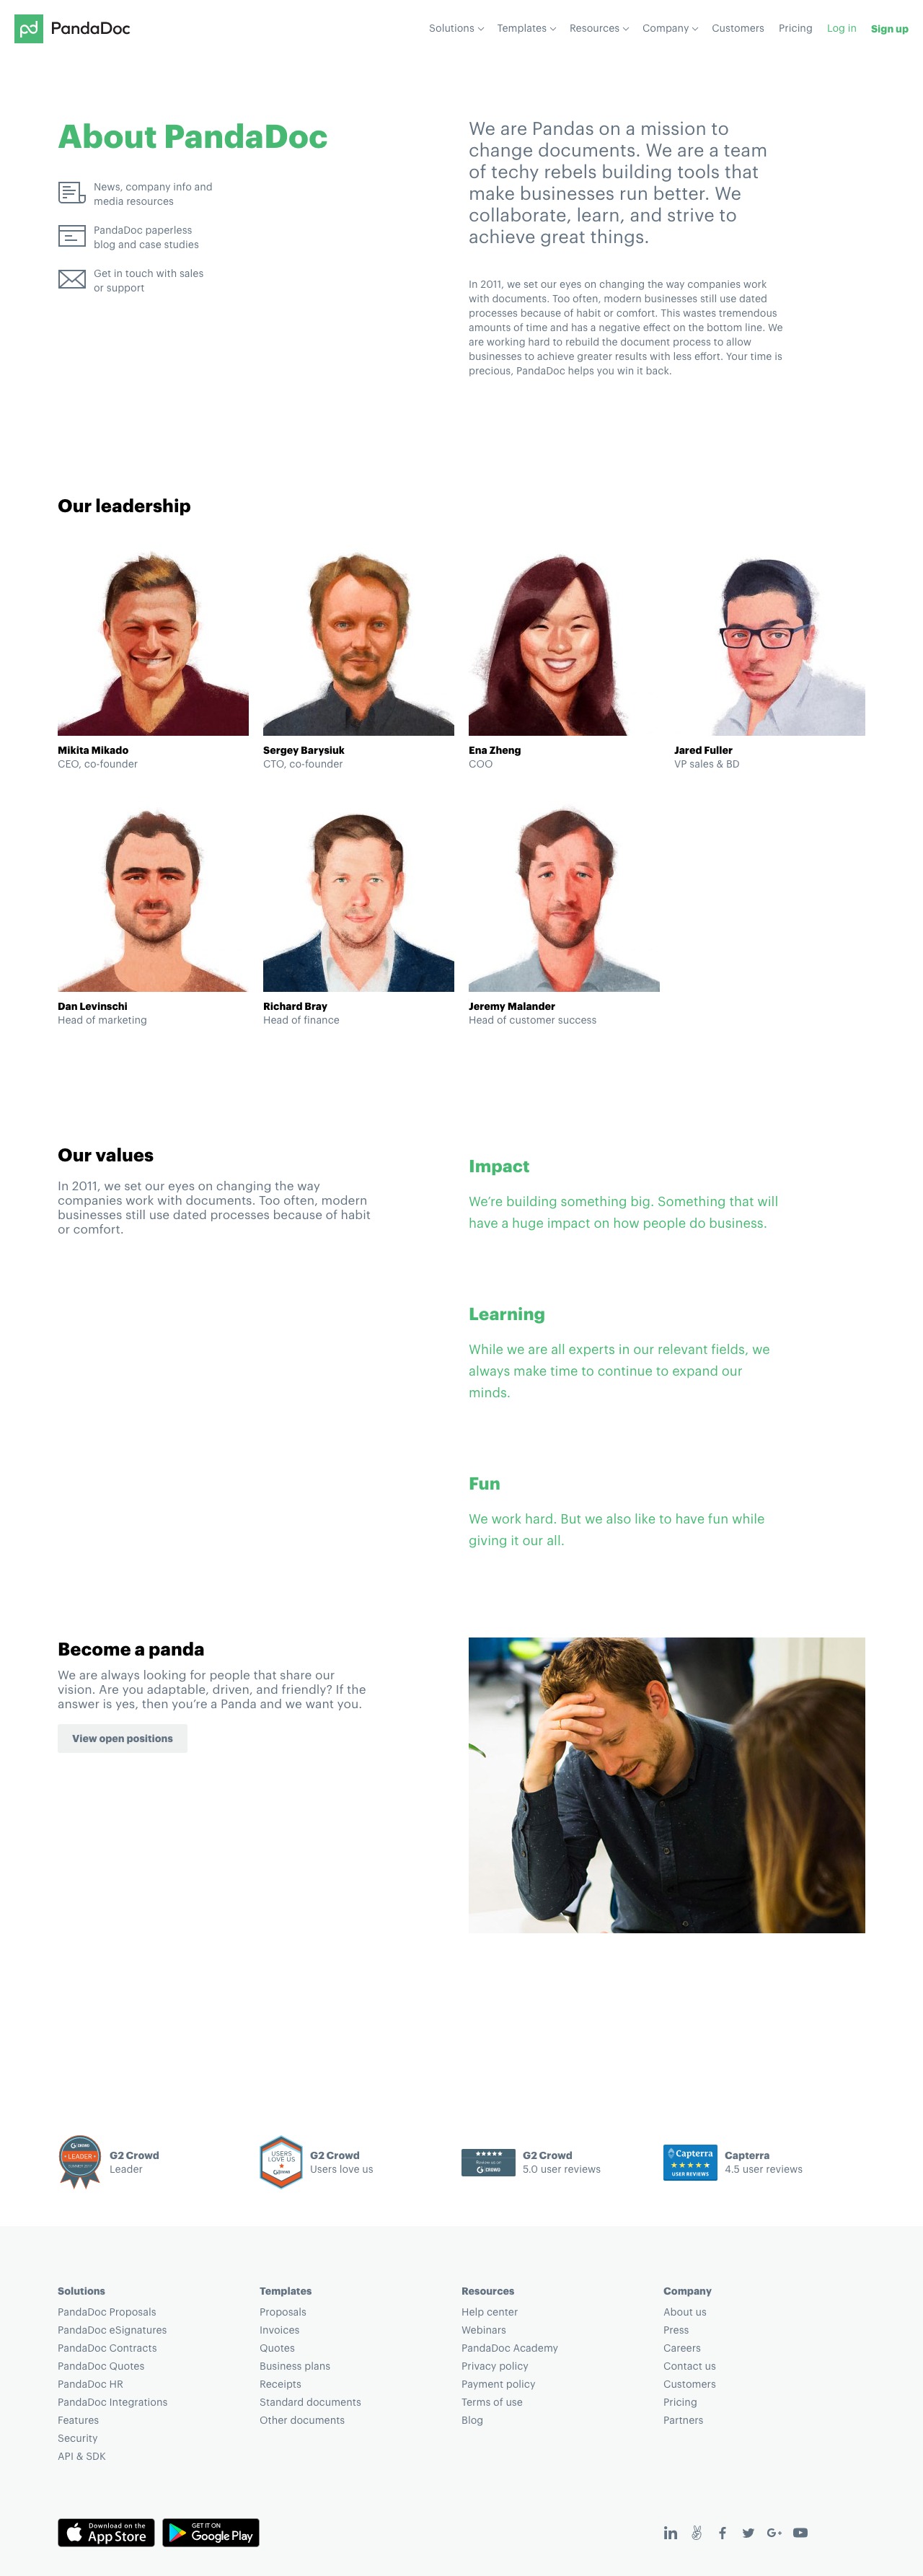 pd PandaDoc
Solutions Templates Resources Company Customers Pricing Log in Sign up
About PandaDoc
News, company info and
media resources
PandaDoc paperless
blog and case studies
Get in touch with sales
or support
We are Pandas on a mission to
change documents. We are a team
of techy rebels building tools that
make businesses run better. We
collaborate, learn, and strive to
achieve great things.
In 2011, we set our eyes on changing the way companies work
with documents. Too often, modern businesses still use dated
processes because of habit or comfort. This wastes tremendous
amounts of time and has a negative effect on the bottom line. We
are working hard to rebuild the document process to allow
businesses to achieve greater results with less effort. Your time is
precious, PandaDoc helps you win it back.
Our leadership
Mikita Mikado
CEO, co-founder
Sergey Barysiuk
CTO, co-founder
Ena Zheng
COO
Jared Fuller
VP sales & BD
Dan Levinschi
Head of marketing
Richard Bray
Head of finance
Jeremy Malander
Head of customer success
Our values
In 2011, we set our eyes on changing the way
companies work with documents. Too often, modern
businesses still use dated processes because of habit
or comfort.
Impact
We're building something big. Something that will
have a huge impact on how people do business.
Learning
While we are all experts in our relevant fields, we
always make time to continue to expand our
minds.
Fun
We work hard. But we also like to have fun while
giving it our all.
Become a panda
We are always looking for people that share our
vision. Are you adaptable, driven, and friendly? If the
answer is yes, then you're a Panda and we want you.
View open positions
LEADER
G2 Crowd
Leader
USERS
LOVE US
G2 Crowd
Users love us
CROWD
G2 Crowd
5.0 user reviews
Capterra
USER REVIEWS
Capterra
4.5 user reviews
Solutions
PandaDoc Proposals
PandaDoc eSignatures
PandaDoc Contracts
PandaDoc Quotes
PandaDoc HR
PandaDoc Integrations
Features
Security
API & SDK
Templates
Proposals
Invoices
Quotes
Business plans
Receipts
Standard documents
Other documents
Resources
Help center
Webinars
PandaDoc Academy
Privacy policy
Payment policy
Terms of use
Blog
Company
About us
Press
Careers
Contact us
Customers
Pricing
Partners
Download on the
App Store
GET IT ON
Google Play
in
G+